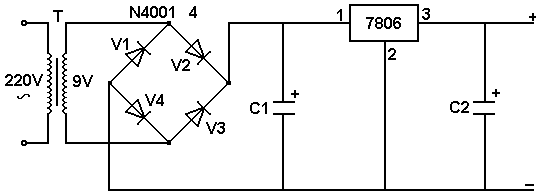 T
N4001 4
V1
V2
V4
V3
220V
~
9V
1
7806
3
2
+
C1
+
C2
+
−